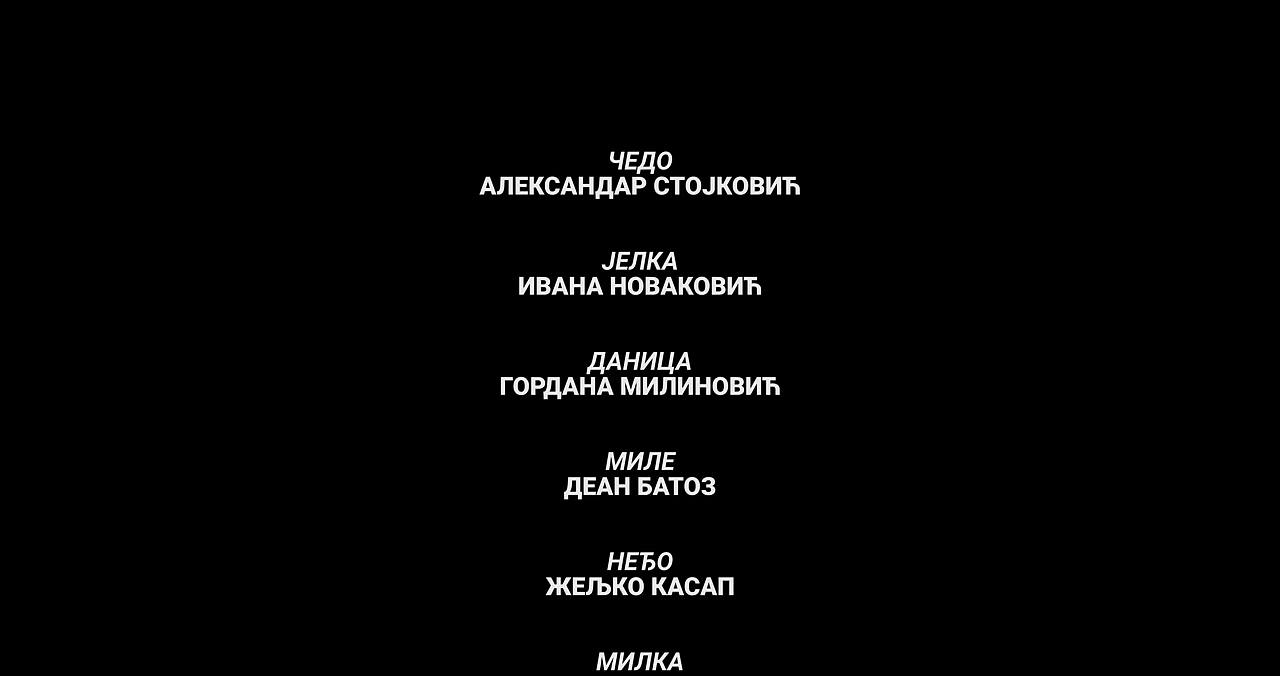 ЧЕДО
АЛЕКСАНДАР СТОЈКОВИЋ
ЈЕЛКА
ИВАНА НОВАКОВИЋ
ДАНИЦА
ГОРДАНА МИЛИНОВИЋ
МИЛЕ
ДЕАН БАТОЗ
НЕЂО
ЖЕЉКО КАСАП
МИЛКА